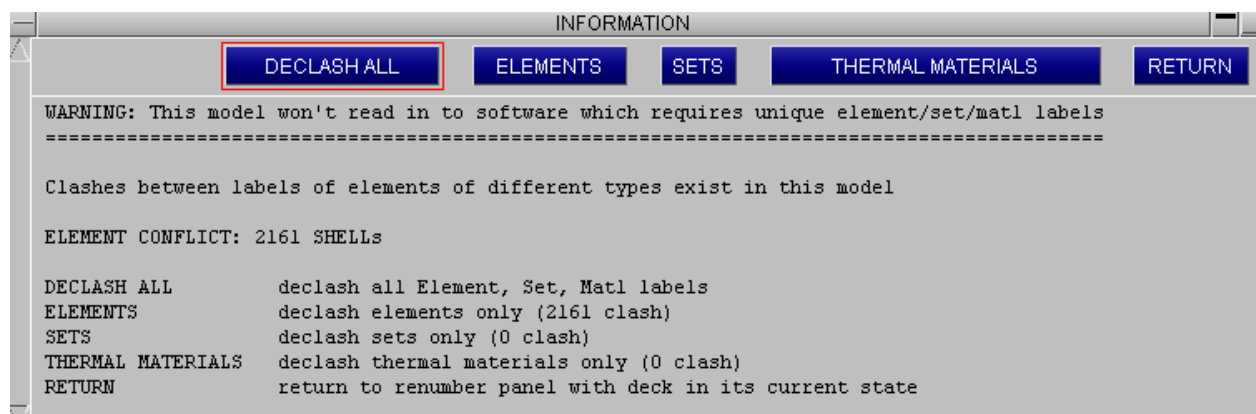 INFORMATION
DECLASH ALL ELEMENTS SETS THERMAL MATERIALS RETURN
WARNING: This model won't read in to software which requires unique element/set/matl labels
===========================================================================================
Clashes between labels of elements of different types exist in this model
ELEMENT CONFLICT: 2161 SHELLs
DECLASH ALL declash all Element, Set, Matl labels
ELEMENTS declash elements only (2161 clash)
SETS declash sets only (0 clash)
THERMAL MATERIALS declash thermal materials only (0 clash)
RETURN return to renumber panel with deck in its current state